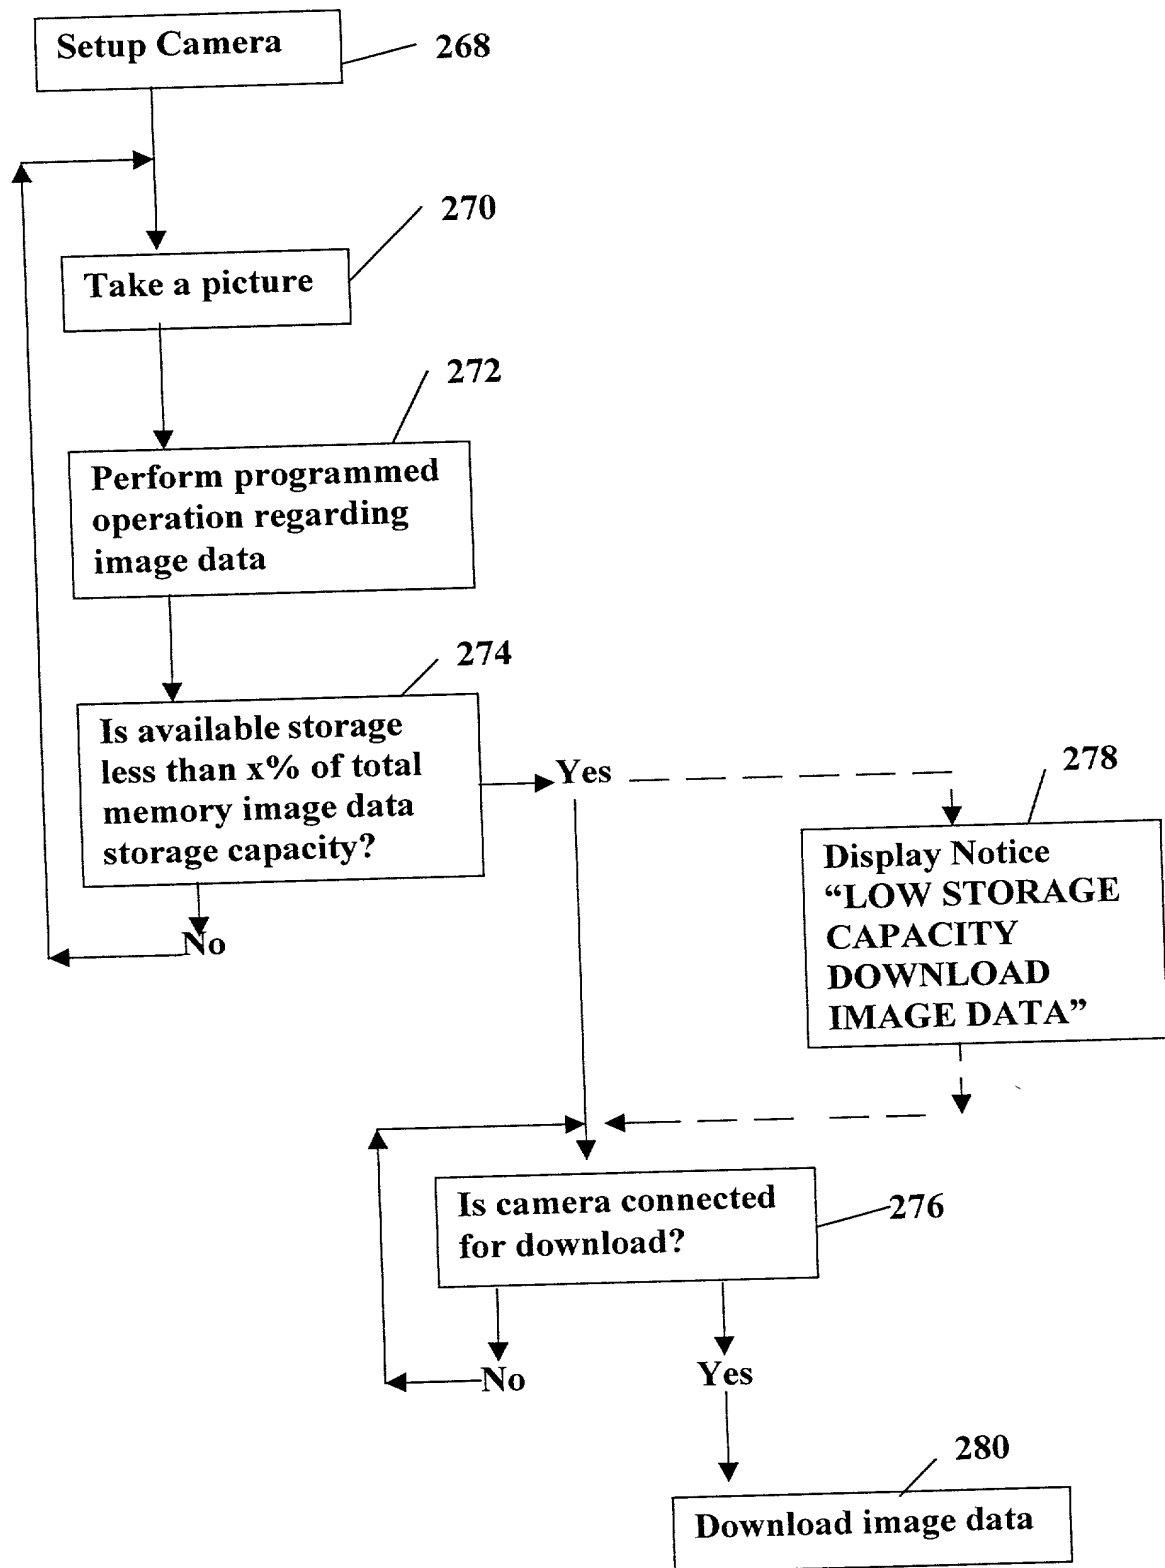 Setup Camera
268
270
Take a picture
272
Perform programmed
operation regarding
image data
274
Is available storage
less than x% of total
memory image data
storage capacity?
Yes
No
278
Display Notice
“LOW STORAGE
CAPACITY
DOWNLOAD
IMAGE DATA”
Is camera connected
for download?
276
No
Yes
280
Download image data